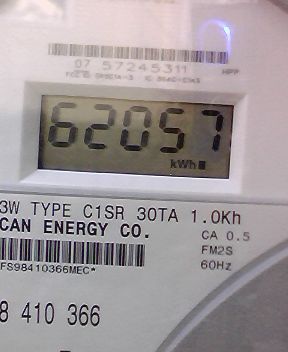 07 57245311 HPP
62057
kWh
3W TYPE C1SR 30TA 1.0Kh
CAN ENERGY CO. CA 0.5
FM2S
FS98410366MEC* 60Hz
8 410 366